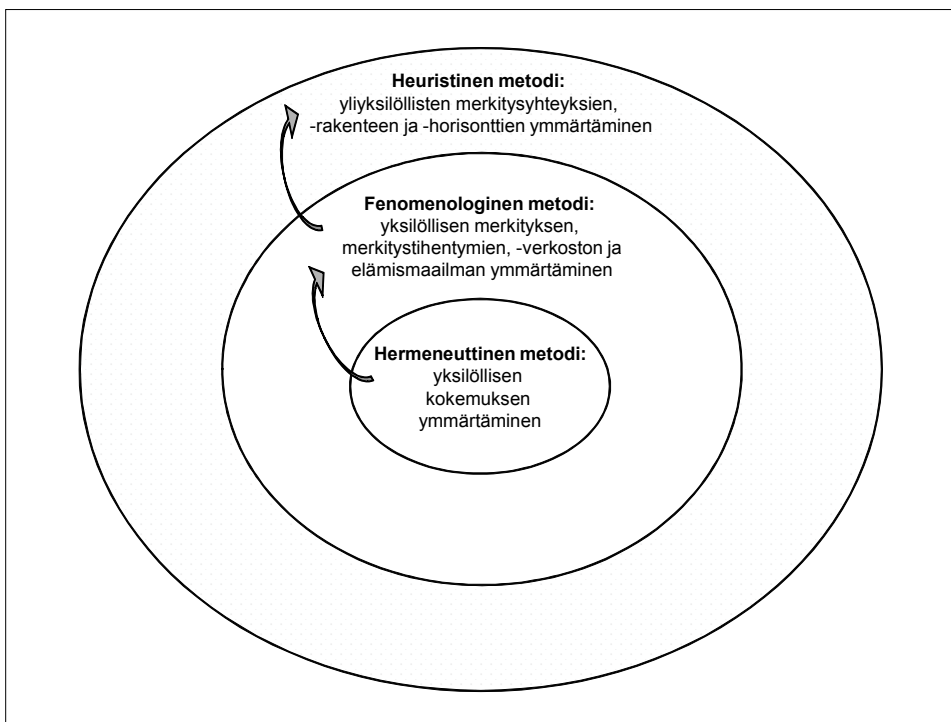 Heuristinen metodi:
yliyksilöllisten merkitysyhteyksien,
-rakenteen ja -horisonttien ymmärtäminen
Fenomenologinen metodi:
yksilöllisen merkityksen,
merkitystihentymien, -verkoston ja
elämismaailman ymmärtäminen
Hermeneuttinen metodi:
yksilöllisen
kokemuksen
ymmärtäminen